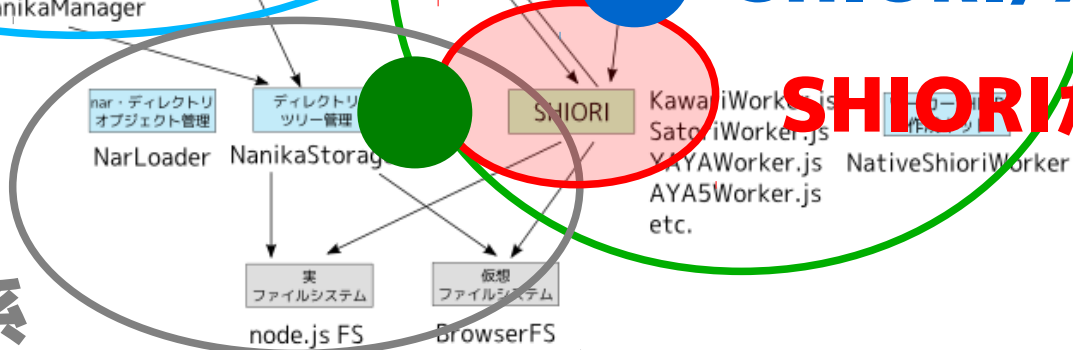 nikaManager
nar・ディレクトリ
オブジェクト管理
NarLoader
ディレクトリ
ツリー管理
NanikaStorage
SHIORI
KawariWorker.js
SatoriWorker.js
YAYAWorker.js
AYA5Worker.js
etc.
SHIORI
NativeShioriWorker
実
ファイルシステム
node.js FS
仮想
ファイルシステム
BrowserFS